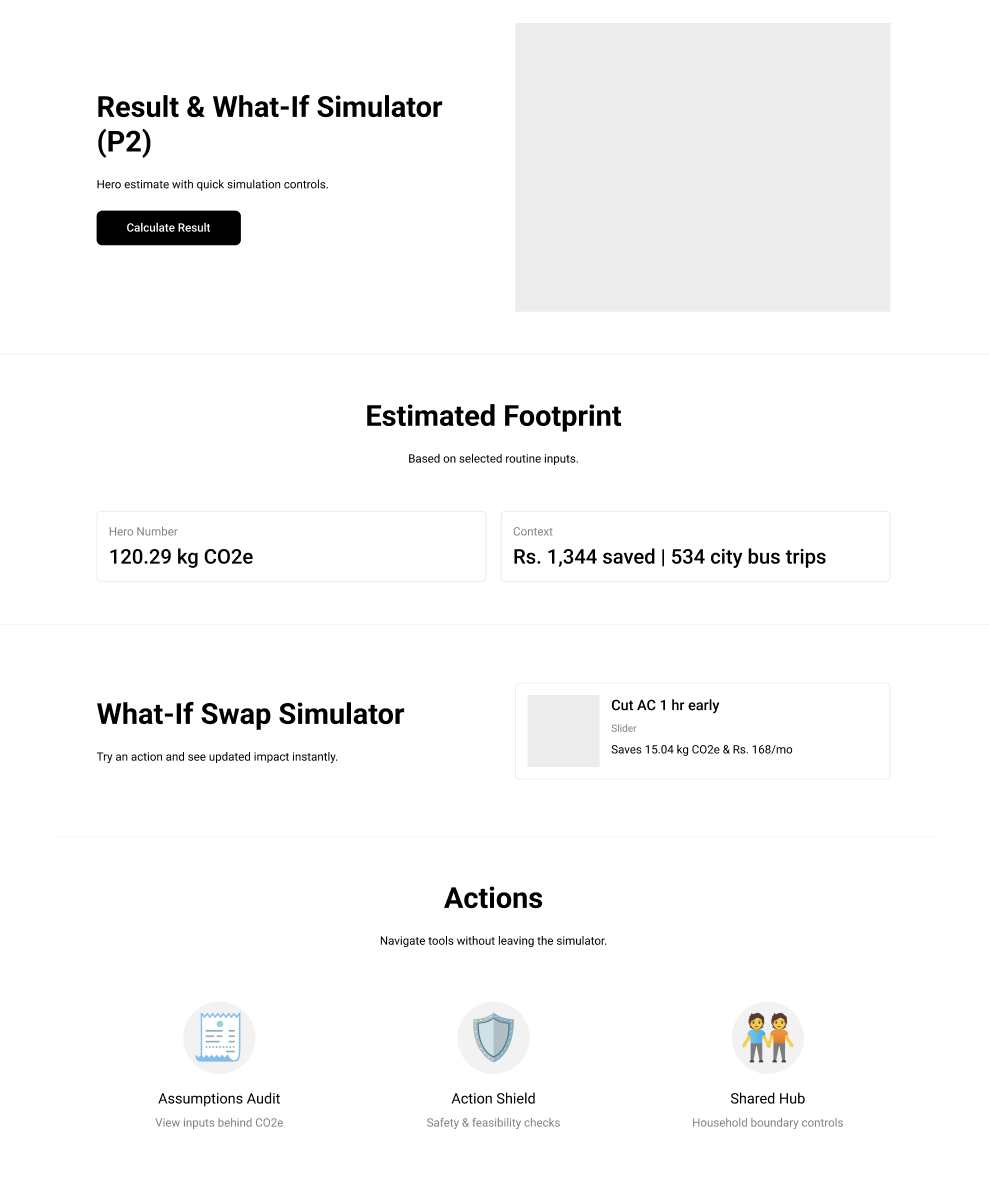 Result & What-If Simulator
(P2)
Hero estimate with quick simulation controls.
Calculate Result
Estimated Footprint
Based on selected routine inputs.
Hero Number
120.29 kg CO2e
Context
Rs. 1,344 saved | 534 city bus trips
What-If Swap Simulator
Try an action and see updated impact instantly.
Cut AC 1 hr early
Slider
Saves 15.04 kg CO2e & Rs. 168/mo
Actions
Navigate tools without leaving the simulator.
Assumptions Audit
View inputs behind CO2e
Action Shield
Safety & feasibility checks
Shared Hub
Household boundary controls